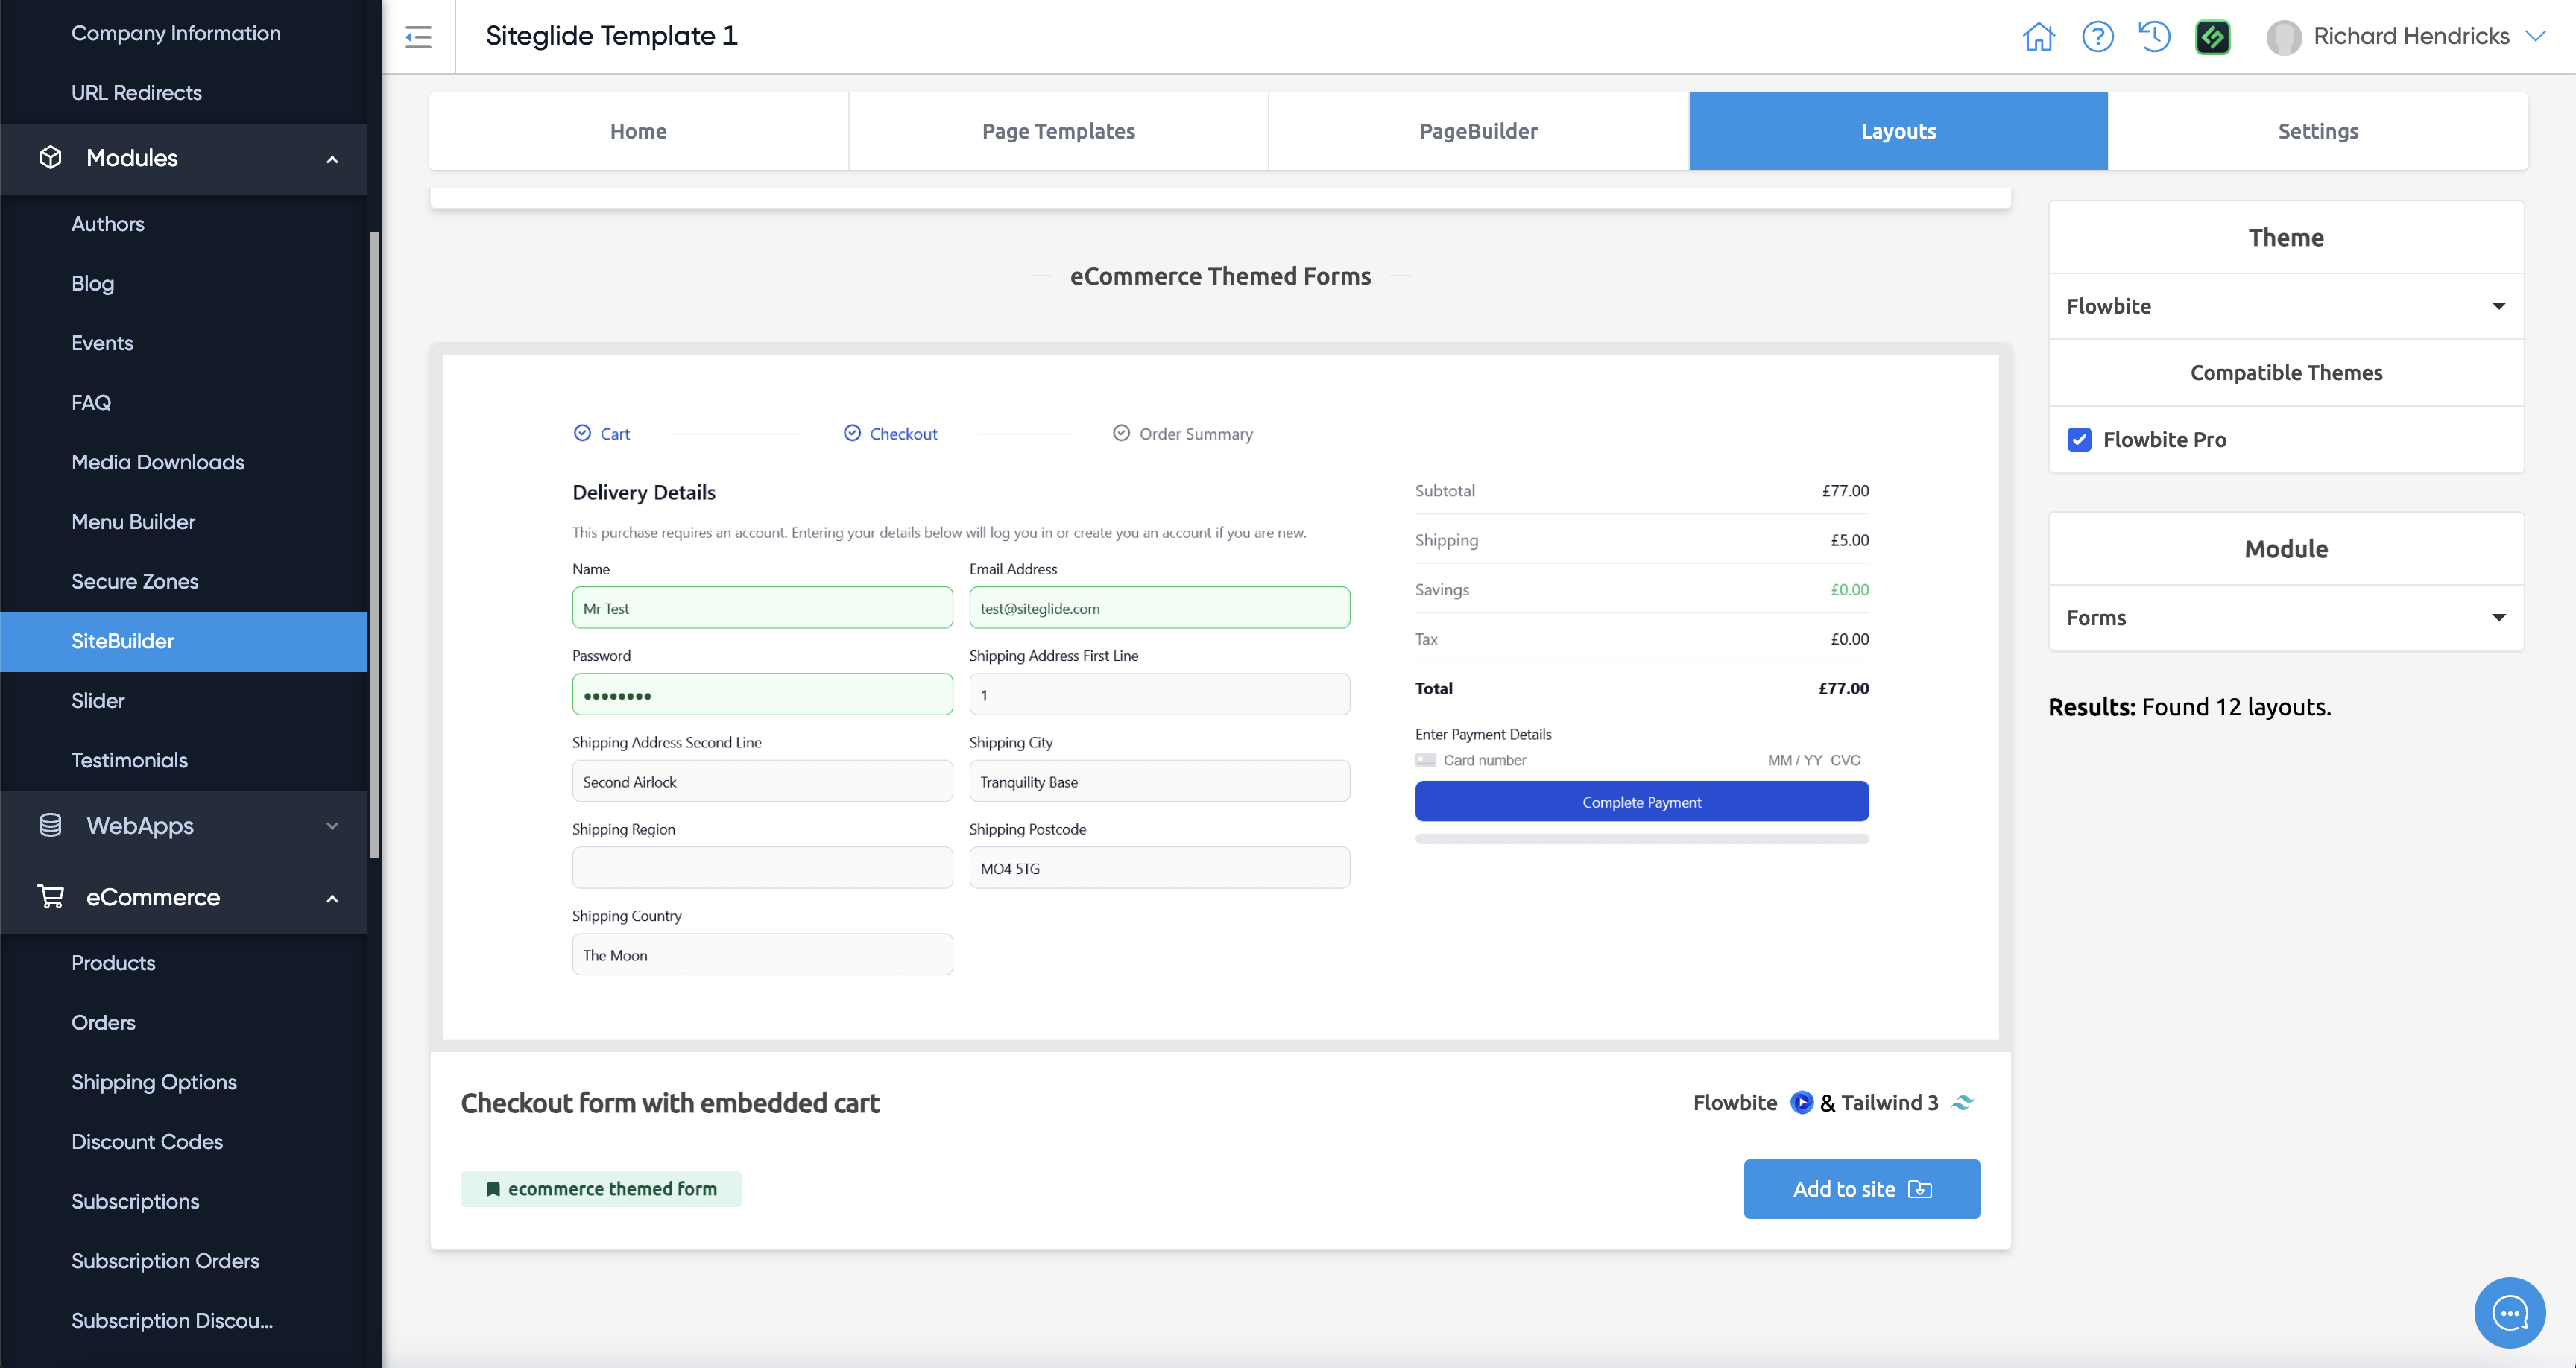 Company Information
URL Redirects
Modules
Authors
Blog
Events
FAQ
Media Downloads
Menu Builder
Secure Zones
SiteBuilder
Slider
Testimonials
WebApps
eCommerce
Products
Orders
Shipping Options
Discount Codes
Subscriptions
Subscription Orders
Subscription Discou...
Siteglide Template 1
Richard Hendricks
Home
Page Templates
PageBuilder
Layouts
Settings
eCommerce Themed Forms
Cart
Checkout
Order Summary
Delivery Details
This purchase requires an account. Entering your details below will log you in or create you an account if you are new.
Name
Email Address
Mr Test
test@siteglide.com
Password
Shipping Address First Line
••••••••
1
Shipping Address Second Line
Shipping City
Second Airlock
Tranquility Base
Shipping Region
Shipping Postcode
MO4 5TG
Shipping Country
The Moon
Subtotal £77.00
Shipping £5.00
Savings £0.00
Tax £0.00
Total £77.00
Enter Payment Details
Card number MM / YY CVC
Complete Payment
Checkout form with embedded cart
Flowbite & Tailwind 3
ecommerce themed form
Add to site
Theme
Flowbite
Compatible Themes
Flowbite Pro
Module
Forms
Results: Found 12 layouts.